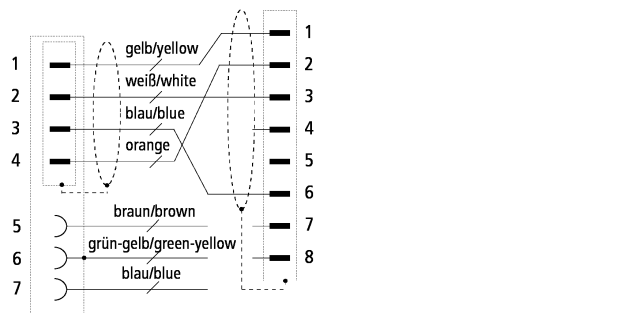 1
2
3
4
5
6
7
gelb/yellow
weiß/white
blau/blue
orange
braun/brown
grün-gelb/green-yellow
blau/blue
1
2
3
4
5
6
7
8